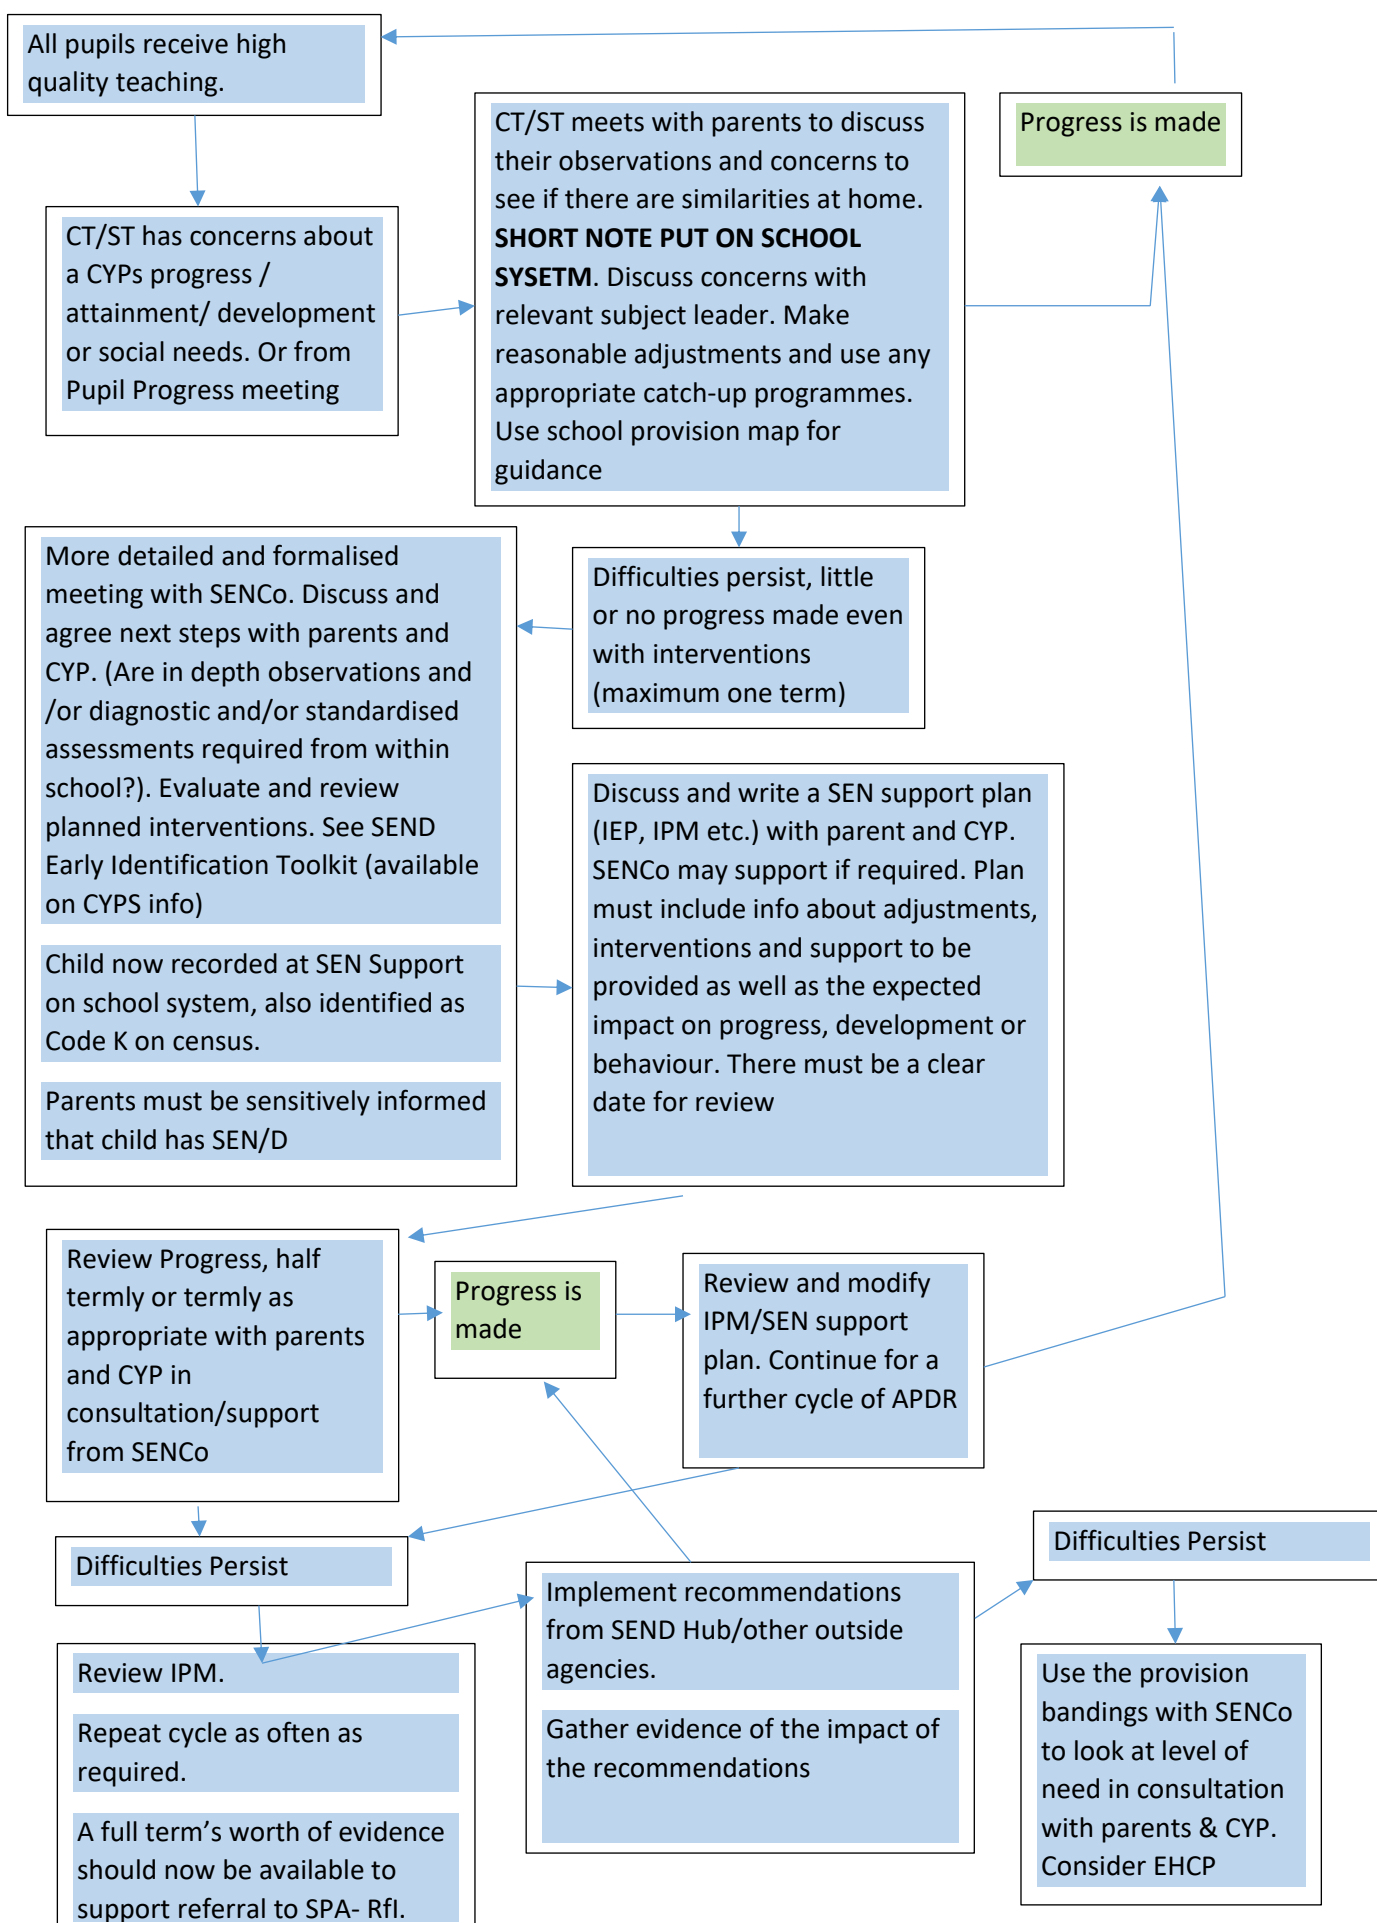 All pupils receive high
quality teaching.
Progress is made
CT/ST meets with parents to discuss
their observations and concerns to
see if there are similarities at home.
SHORT NOTE PUT ON SCHOOL
SYSETM. Discuss concerns with
relevant subject leader. Make
reasonable adjustments and use any
appropriate catch-up programmes.
Use school provision map for
guidance
CT/ST has concerns about
a CYPs progress /
attainment/ development
or social needs. Or from
Pupil Progress meeting
Difficulties persist, little
or no progress made even
with interventions
(maximum one term)
More detailed and formalised
meeting with SENCo. Discuss and
agree next steps with parents and
CYP. (Are in depth observations and
/or diagnostic and/or standardised
assessments required from within
school?). Evaluate and review
planned interventions. See SEND
Early Identification Toolkit (available
on CYPS info)
Child now recorded at SEN Support
on school system, also identified as
Code K on census.
Parents must be sensitively informed
that child has SEN/D
Discuss and write a SEN support plan
(IEP, IPM etc.) with parent and CYP.
SENCo may support if required. Plan
must include info about adjustments,
interventions and support to be
provided as well as the expected
impact on progress, development or
behaviour. There must be a clear
date for review
Review Progress, half
termly or termly as
appropriate with parents
and CYP in
consultation/support
from SENCo
Progress is
made
Review and modify
IPM/SEN support
plan. Continue for a
further cycle of APDR
Difficulties Persist
Difficulties Persist
Review IPM.
Repeat cycle as often as
required.
A full term’s worth of evidence
should now be available to
support referral to SPA- RfI.
Implement recommendations
from SEND Hub/other outside
agencies.
Gather evidence of the impact of
the recommendations
Use the provision
bandings with SENCo
to look at level of
need in consultation
with parents & CYP.
Consider EHCP